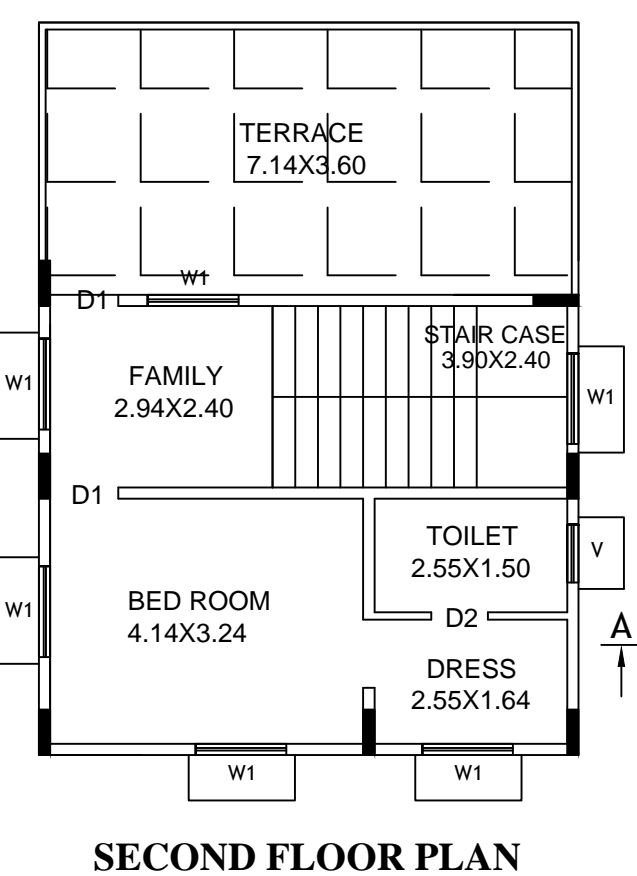 TERRACE
7.14X3.60
W1
D1
STAIR CASE
3.90X2.40
FAMILY
2.94X2.40
W1
W1
D1
TOILET
2.55X1.50
V
BED ROOM
4.14X3.24
W1
D2
A
DRESS
2.55X1.64
W1
W1
SECOND FLOOR PLAN